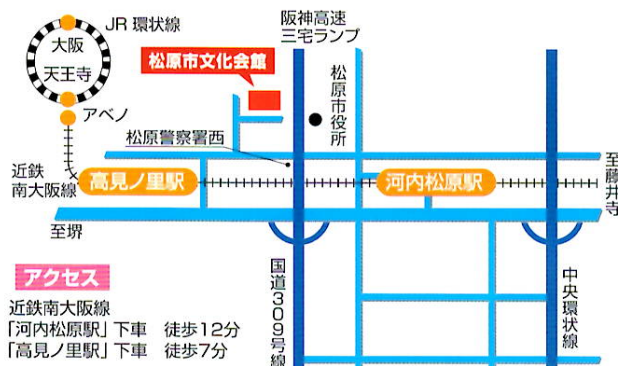 JR 環状線
大阪
天王寺
アベノ
阪神高速
三宅ランプ
松原市文化会館
松原市役所
松原警察署西
近鉄
南大阪線
高見ノ里駅
河内松原駅
至藤井寺
至堺
国道309号線
中央環状線
アクセス
近鉄南大阪線
「河内松原駅」下車 徒歩12分
「高見ノ里駅」下車 徒歩7分